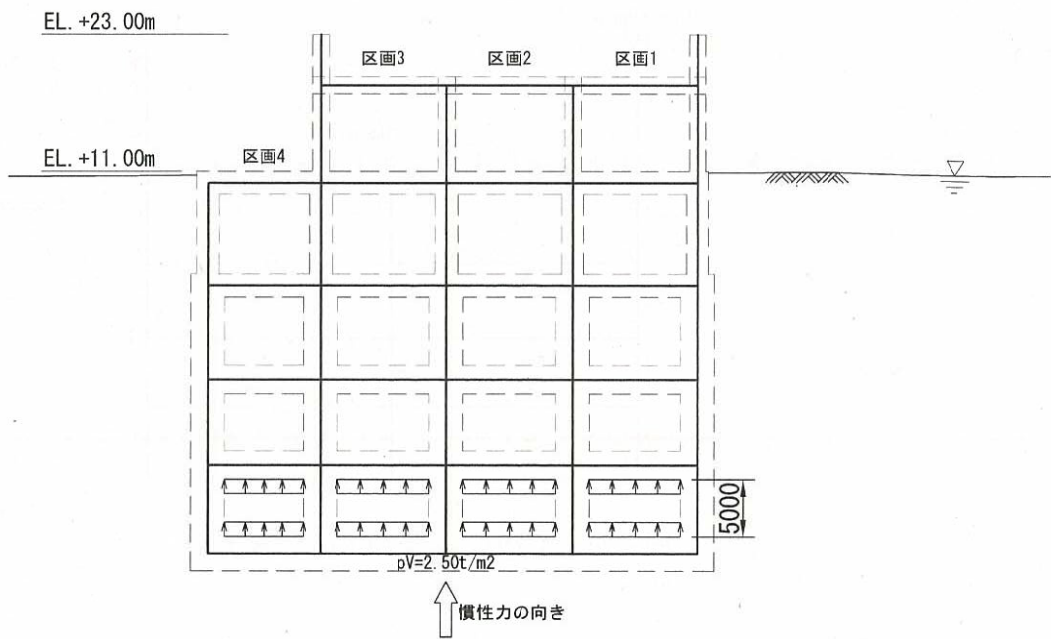 EL. +23.00m
区画3
区画2
区画1
EL. +11.00m
区画4
5000
pV=2.50t/m2
慣性力の向き